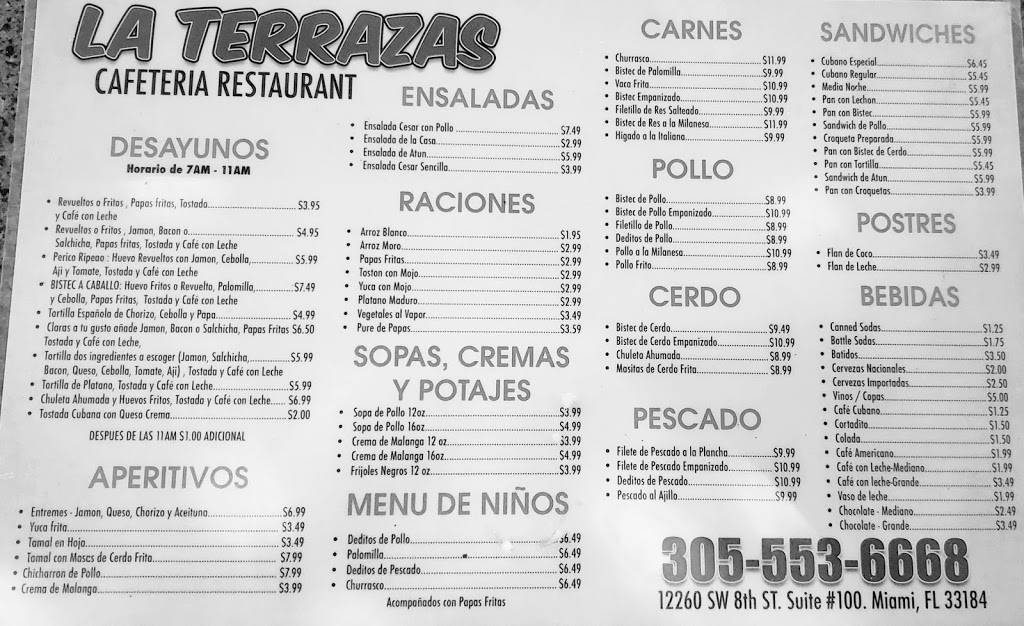 LA TERRAZAS
CAFETERIA RESTAURANT
DESAYUNOS
Horario de 7AM - 11AM
• Revueltos o Fritos , Papas fritas, Tostada $3.95
y Café con Leche
• Revueltos o Fritos , Jamon, Bacon o $4.95
Salchicha, Papas fritas, Tostada y Café con Leche
• Perico Ripeao : Huevo Revueltos con Jamon, Cebolla, $5.99
Aji y Tomate, Tostada y Café con Leche
• BISTEC A CABALLO: Huevo Fritos o Revuelto, Palomilla, $7.49
y Cebolla, Papas Fritas, Tostada y Café con Leche
• Tortilla Española de Chorizo, Cebolla y Papa $4.99
• Claras a tu gusto añade Jamon, Bacon o Salchicha, Papas Fritas $6.50
Tostada y Café con Leche,
• Tortilla dos ingredientes a escoger (Jamon, Salchicha, $5.99
Bacon, Queso, Cebolla, Tomate, Aji) , Tostada y Café con Leche
• Tortilla de Platano, Tostada y Café con Leche $5.99
• Chuleta Ahumada y Huevos Fritos, Tostada y Café con Leche $6.99
• Tostada Cubana con Queso Crema $2.00
DESPUES DE LAS 11AM $1.00 ADICIONAL
APERITIVOS
• Entremes - Jamon, Queso, Chorizo y Aceituna $6.99
• Yuca frita $3.49
• Tamal en Hoja $3.49
• Tamal con Mascs de Cerdo Frita $7.99
• Chicharron de Pollo $7.99
• Crema de Malanga $3.99
ENSALADAS
• Ensalada Cesar con Pollo $7.49
• Ensalada de la Casa $2.99
• Ensalada de Atun $5.99
• Ensalada Cesar Sencilla $3.99
RACIONES
• Arroz Blanco $1.95
• Arroz Moro $2.99
• Papas Fritas $2.99
• Toston con Mojo $2.99
• Yuca con Mojo $2.99
• Platano Maduro $2.99
• Vegetales al Vapor $3.49
• Pure de Papas $3.59
SOPAS, CREMAS
Y POTAJES
• Sopa de Pollo 12oz $3.99
• Sopa de Pollo 16oz $4.99
• Crema de Malanga 12 oz $3.99
• Crema de Malanga 16oz $4.99
• Frijoles Negros 12 oz $3.99
MENU DE NIÑOS
• Deditos de Pollo $6.49
• Palomilla $6.49
• Deditos de Pescado $6.49
• Churrasco $6.49
Acompañados con Papas Fritas
CARNES
• Churrasco $11.99
• Bistec de Palomilla $9.99
• Vaca Frita $10.99
• Bistec Empanizado $10.99
• Filetillo de Res Salteado $9.99
• Bistec de Res a la Milanesa $11.99
• Higado a la Italiana $9.99
POLLO
• Bistec de Pollo $8.99
• Bistec de Pollo Empanizado $10.99
• Filetillo de Pollo $8.99
• Deditos de Pollo $8.99
• Pollo a la Milanesa $10.99
• Pollo Frito $8.99
CERDO
• Bistec de Cerdo $9.49
• Bistec de Cerdo Empanizado $10.99
• Chuleta Ahumada $8.99
• Masitas de Cerdo Frita $8.99
PESCADO
• Filete de Pescado a la Plancha $9.99
• Filete de Pescado Empanizado $10.99
• Deditos de Pescado $10.99
• Pescado al Ajillo $9.99
SANDWICHES
• Cubano Especial $6.45
• Cubano Regular $5.45
• Media Noche $5.99
• Pan con Lechon $5.45
• Pan con Bistec $5.99
• Sandwich de Pollo $5.99
• Croqueta Preparada $5.99
• Pan con Bistec de Cerdo $5.99
• Pan con Tortilla $5.45
• Sandwich de Atun $5.99
• Pan con Croquetas $3.99
POSTRES
• Flan de Coco $3.49
• Flan de Leche $2.99
BEBIDAS
• Canned Sodas $1.25
• Bottle Sodas $1.75
• Batidos $3.50
• Cervezas Nacionales $2.00
• Cervezas Importadas $2.50
• Vinos / Copas $5.00
• Café Cubano $1.25
• Cortadito $1.50
• Colada $1.50
• Café Americano $1.99
• Café con Leche-Mediano $1.99
• Café con leche-Grande $3.49
• Vaso de leche $1.99
• Chocolate - Mediano $2.49
• Chocolate - Grande $3.49
305-553-6668
12260 SW 8th ST. Suite #100. Miami, FL 33184